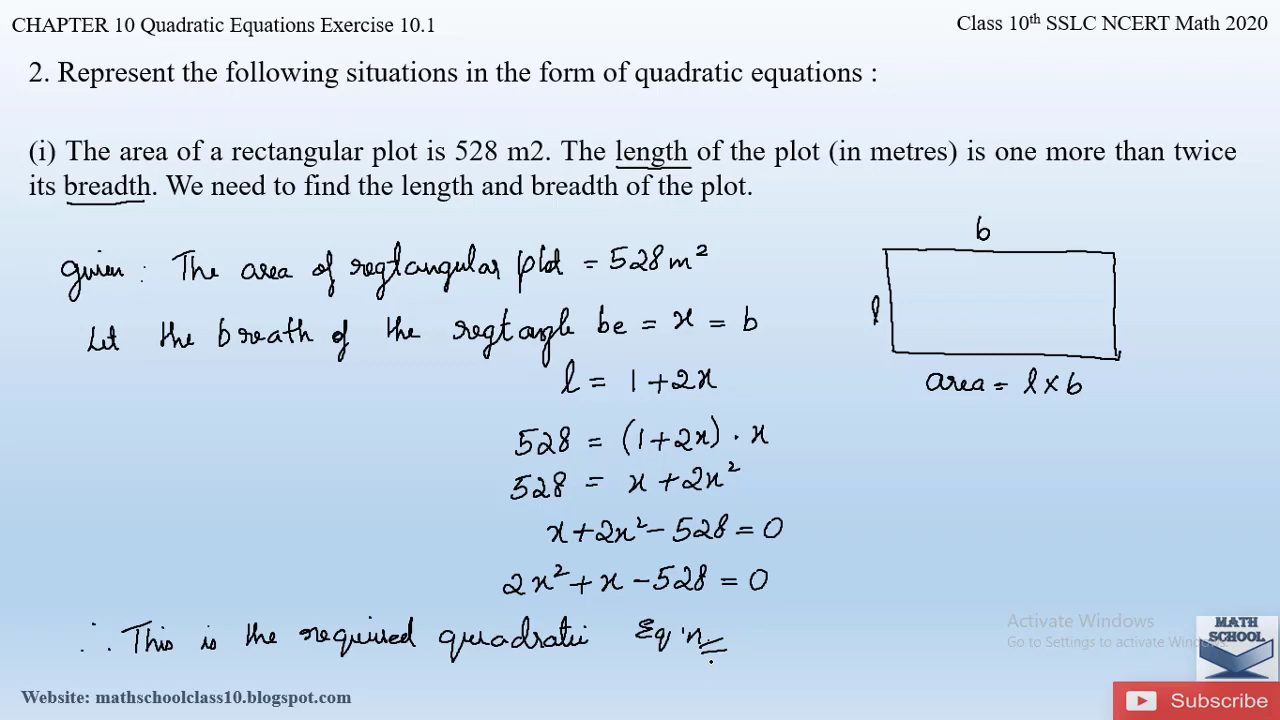 CHAPTER 10 Quadratic Equations Exercise 10.1
Class 10th SSLC NCERT Math 2020
2. Represent the following situations in the form of quadratic equations :
(i) The area of a rectangular plot is 528 m2. The length of the plot (in metres) is one more than twice
its breadth. We need to find the length and breadth of the plot.
given : The area of regtangular plot = 528 m²
Let the breath of the regtangle be = x = b
l = 1 + 2x
528 = (1 + 2x) . x
528 = x + 2x²
x + 2x² − 528 = 0
2x² + x − 528 = 0
∴ This is the required quadratic Eq'n
b
l
area = l × b
Activate Windows
Go to Settings to activate Windows.
MATH
SCHOOL
Website: mathschoolclass10.blogspot.com
Subscribe